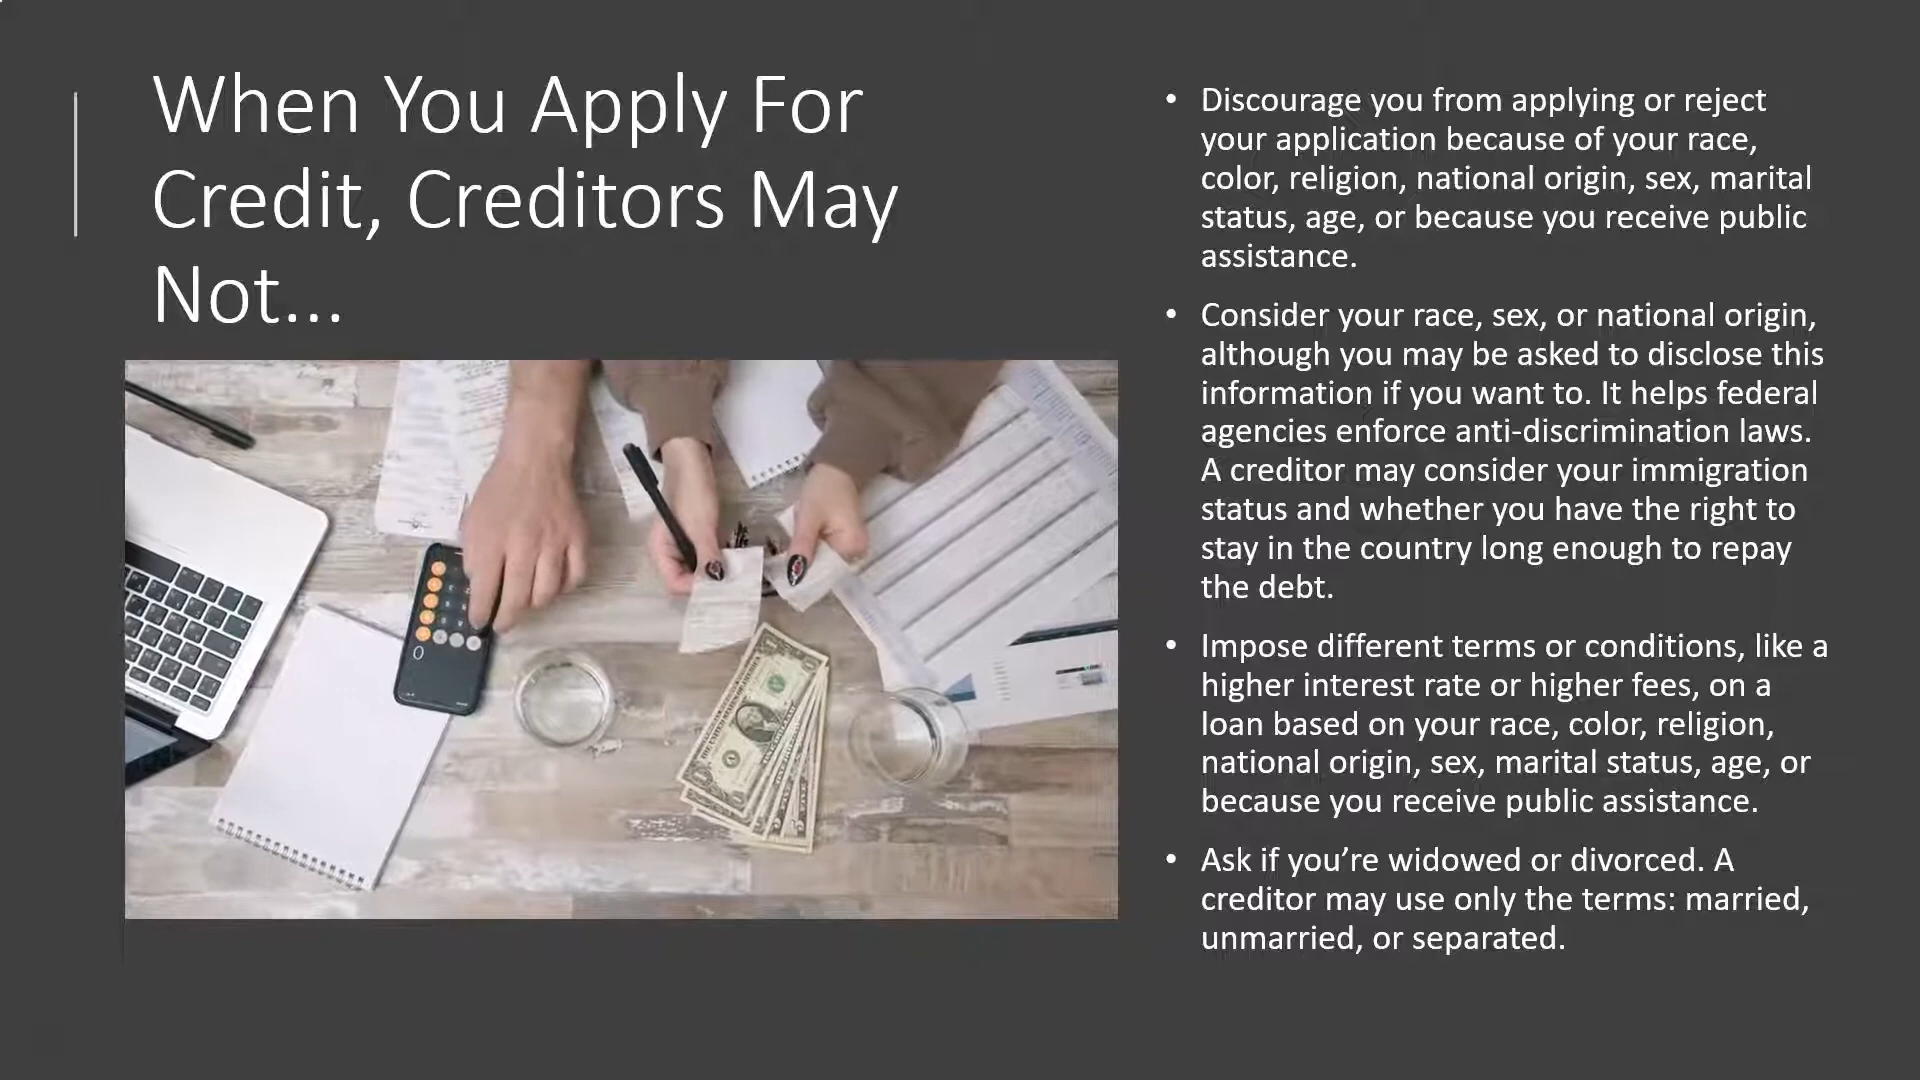 When You Apply For
Credit, Creditors May
Not...
• Discourage you from applying or reject
your application because of your race,
color, religion, national origin, sex, marital
status, age, or because you receive public
assistance.
• Consider your race, sex, or national origin,
although you may be asked to disclose this
information if you want to. It helps federal
agencies enforce anti-discrimination laws.
A creditor may consider your immigration
status and whether you have the right to
stay in the country long enough to repay
the debt.
• Impose different terms or conditions, like a
higher interest rate or higher fees, on a
loan based on your race, color, religion,
national origin, sex, marital status, age, or
because you receive public assistance.
• Ask if you’re widowed or divorced. A
creditor may use only the terms: married,
unmarried, or separated.